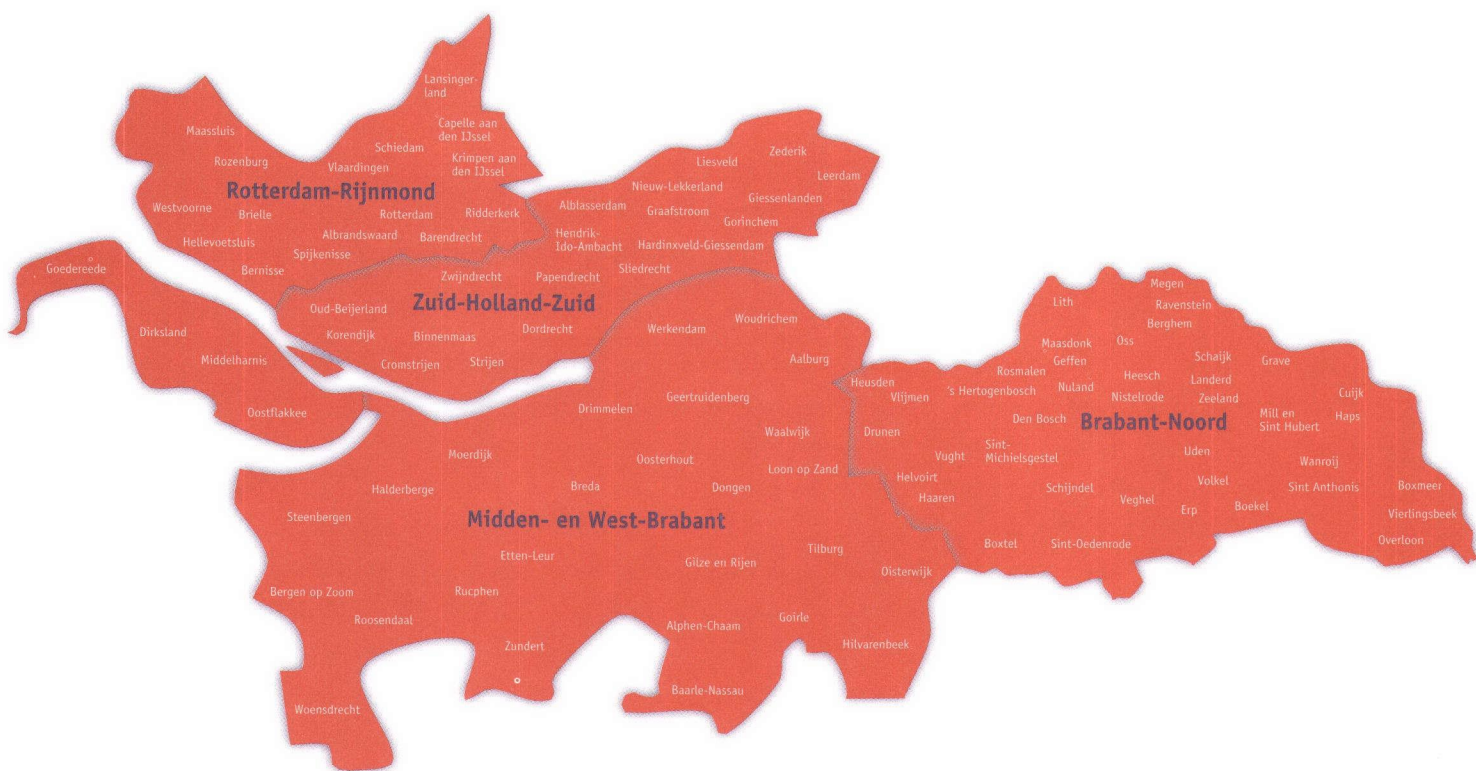 Lansinger-
land
Capelle aan
den IJssel
Maassluis
Schiedam
Krimpen aan
den IJssel
Rozenburg
Vlaardingen
Rotterdam-Rijnmond
Westvoorne
Brielle
Rotterdam
Ridderkerk
Albrandswaard
Barendrecht
Hellevoetsluis
Spijkenisse
Bernisse
Goedereede
Dirksland
Middelharnis
Oostflakkee
Zederik
Liesveld
Leerdam
Nieuw-Lekkerland
Giessenlanden
Alblasserdam
Graafstroom
Gorinchem
Hendrik-
Ido-Ambacht
Hardinxveld-Giessendam
Sliedrecht
Zwijndrecht
Papendrecht
Zuid-Holland-Zuid
Oud-Beijerland
Korendijk
Binnenmaas
Dordrecht
Cromstrijen
Strijen
Werkendam
Woudrichem
Aalburg
Geertruidenberg
Drimmelen
Waalwijk
Moerdijk
Oosterhout
Loon op Zand
Halderberge
Breda
Dongen
Steenbergen
Midden- en West-Brabant
Etten-Leur
Gilze en Rijen
Tilburg
Oisterwijk
Bergen op Zoom
Rucphen
Roosendaal
Alphen-Chaam
Goirle
Zundert
Hilvarenbeek
Baarle-Nassau
Woensdrecht
Megen
Lith
Ravenstein
Berghem
Maasdonk
Oss
Geffen
Schaijk
Grave
Rosmalen
Heesch
Landerd
Heusden
Vlijmen
's Hertogenbosch
Nuland
Nistelrode
Zeeland
Cuijk
Den Bosch
Brabant-Noord
Mill en
Sint Hubert
Haps
Drunen
Vught
Sint-
Michielsgestel
Uden
Wanroij
Helvoirt
Haaren
Schijndel
Volkel
Sint Anthonis
Boxmeer
Veghel
Erp
Boekel
Vierlingsbeek
Boxtel
Sint-Oedenrode
Overloon